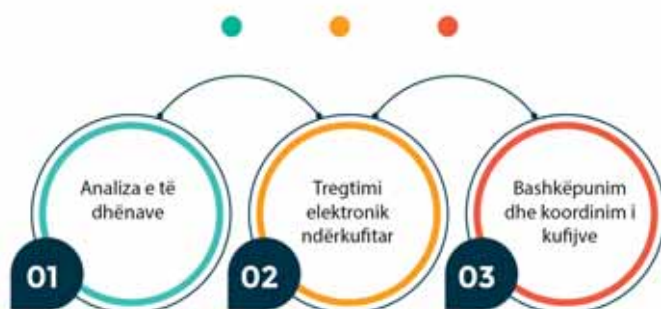 Analiza e të
dhënave
01
Tregtimi
elektronik
ndërkufitar
02
Bashkëpunim
dhe koordinim i
kufijve
03